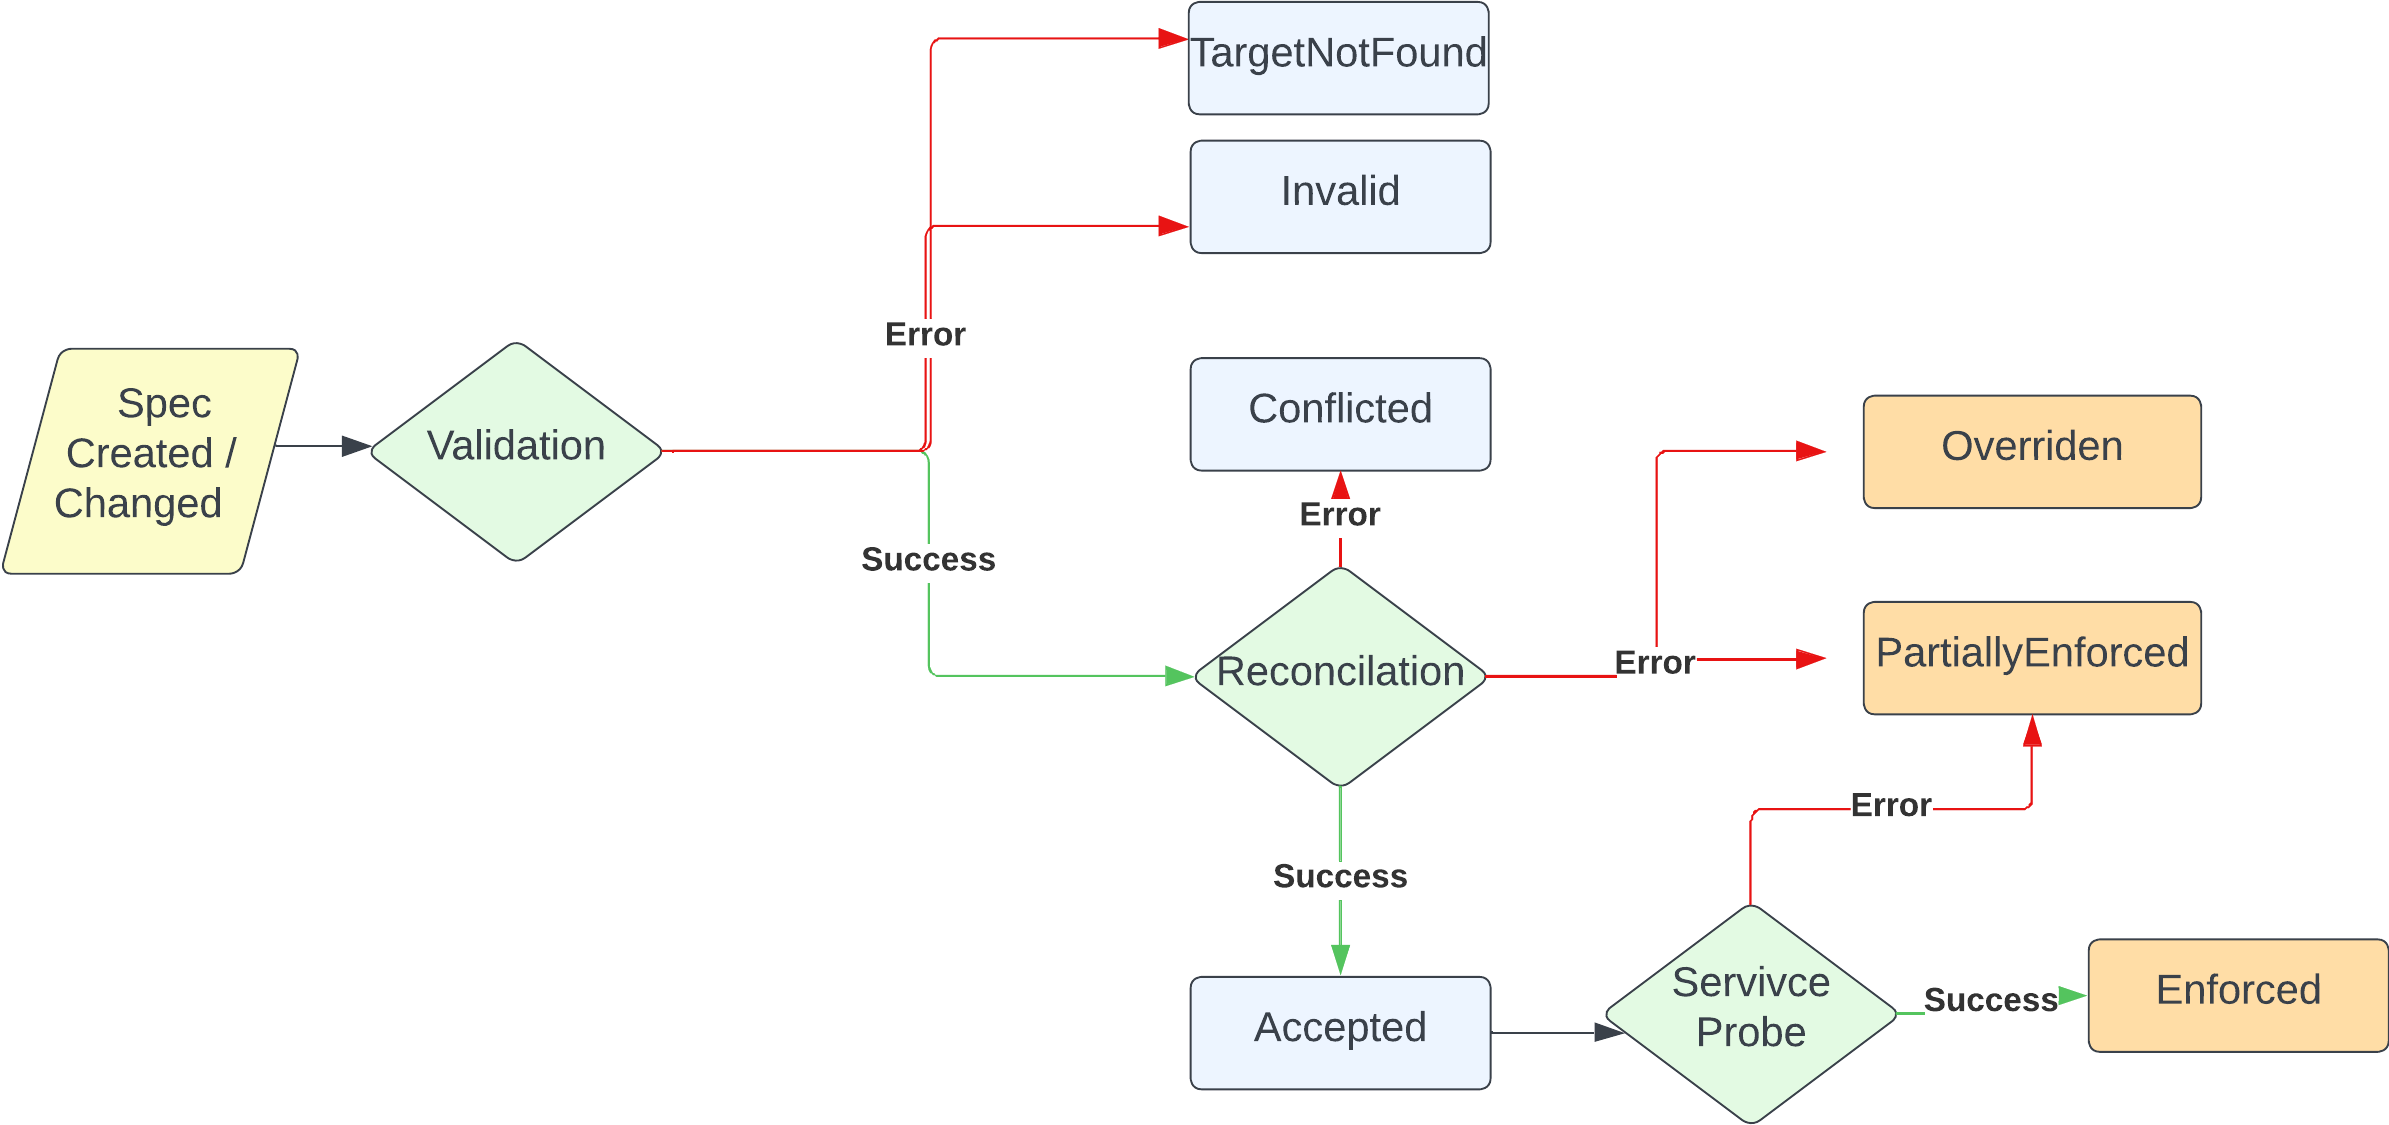 TargetNotFound
Invalid
Error
Spec
Created /
Changed
Validation
Conflicted
Overriden
Error
Success
Reconcilation
Error
PartiallyEnforced
Error
Success
Servivce
Probe
Success
Enforced
Accepted